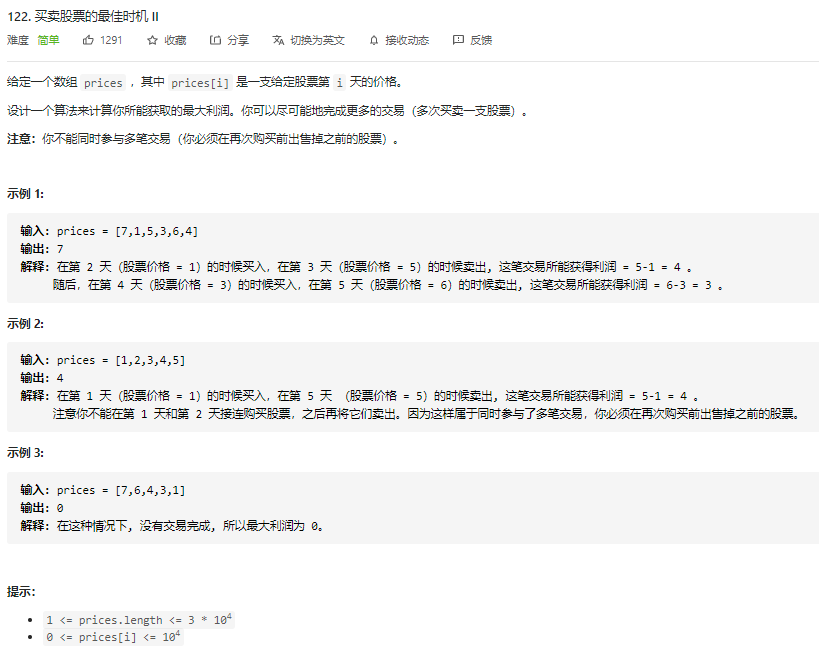 122. 买卖股票的最佳时机 II
难度 简单 1291 收藏 分享 切换为英文 接收动态 反馈
给定一个数组 prices ，其中 prices[i] 是一支给定股票第 i 天的价格。
设计一个算法来计算你所能获取的最大利润。你可以尽可能地完成更多的交易（多次买卖一支股票）。
注意：你不能同时参与多笔交易（你必须在再次购买前出售掉之前的股票）。
示例 1:
输入: prices = [7,1,5,3,6,4]
输出: 7
解释: 在第 2 天（股票价格 = 1）的时候买入，在第 3 天（股票价格 = 5）的时候卖出, 这笔交易所能获得利润 = 5-1 = 4 。
随后，在第 4 天（股票价格 = 3）的时候买入，在第 5 天（股票价格 = 6）的时候卖出, 这笔交易所能获得利润 = 6-3 = 3 。
示例 2:
输入: prices = [1,2,3,4,5]
输出: 4
解释: 在第 1 天（股票价格 = 1）的时候买入，在第 5 天 （股票价格 = 5）的时候卖出, 这笔交易所能获得利润 = 5-1 = 4 。
注意你不能在第 1 天和第 2 天接连购买股票，之后再将它们卖出。因为这样属于同时参与了多笔交易，你必须在再次购买前出售掉之前的股票。
示例 3:
输入: prices = [7,6,4,3,1]
输出: 0
解释: 在这种情况下, 没有交易完成, 所以最大利润为 0。
提示：
1 <= prices.length <= 3 * 10⁴
0 <= prices[i] <= 10⁴